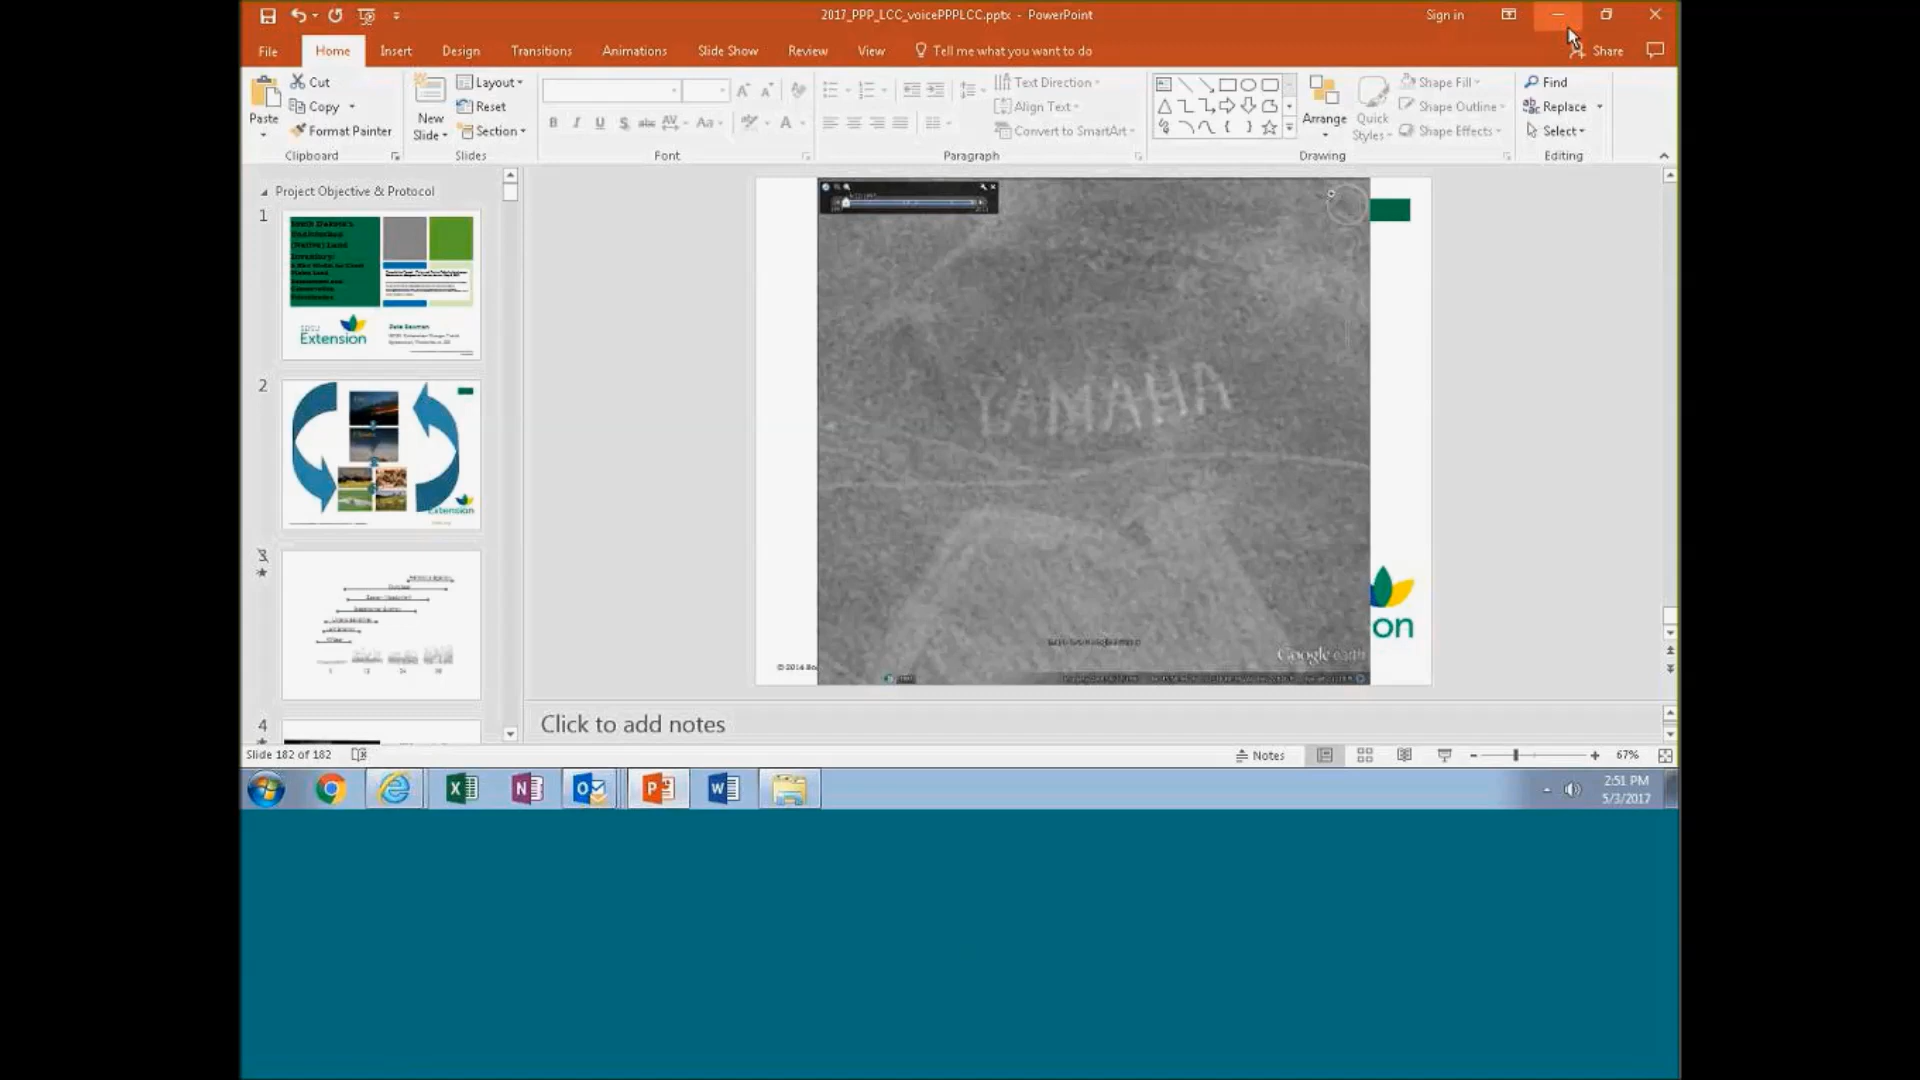 2017_PPP_LCC_voicePPPLCC.pptx - PowerPoint
Sign in
File Home Insert Design Transitions Animations Slide Show Review View Tell me what you want to do
Share
Paste
Cut
Copy
Format Painter
Clipboard
New Slide
Layout
Reset
Section
Slides
Font
Text Direction
Align Text
Convert to SmartArt
Paragraph
Arrange
Quick Styles
Shape Fill
Shape Outline
Shape Effects
Drawing
Find
Replace
Select
Editing
Project Objective & Protocol
1
Extension
2
Extension
3
4
YAMAHA
Google earth
on
© 2014
Click to add notes
Slide 182 of 182
Notes
67%
2:51 PM
5/3/2017